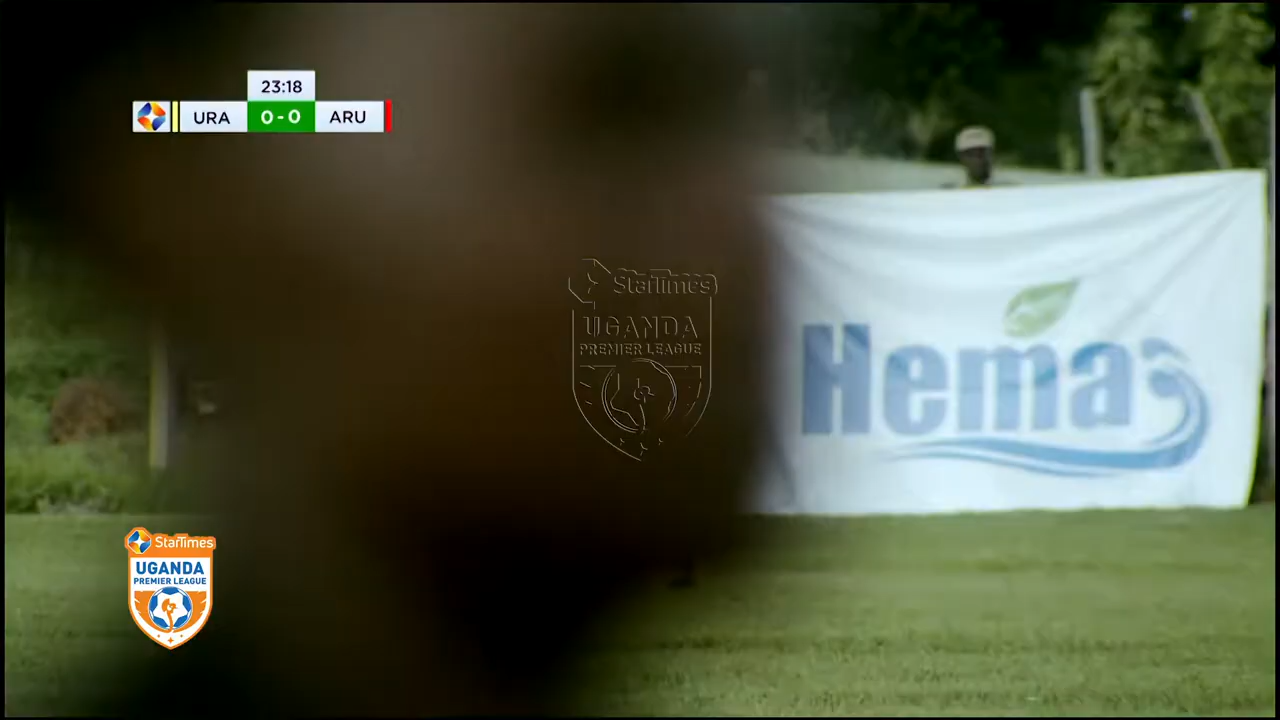 23:18
URA 0-0 ARU
StarTimes
UGANDA
PREMIER LEAGUE
Hema
StarTimes
UGANDA
PREMIER LEAGUE